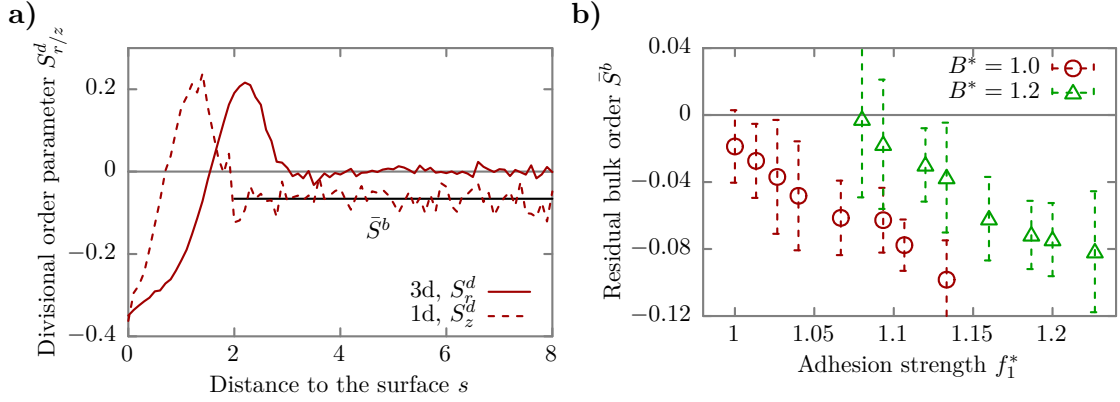 a)
Divisional order parameter S^d_{r/z}
0.2
0
−0.2
−0.4
S̄^b
3d, S^d_r
1d, S^d_z
0
2
4
6
8
Distance to the surface s
b)
Residual bulk order S̄^b
0.04
0
−0.04
−0.08
−0.12
B* = 1.0
B* = 1.2
1
1.05
1.1
1.15
1.2
Adhesion strength f^*_1